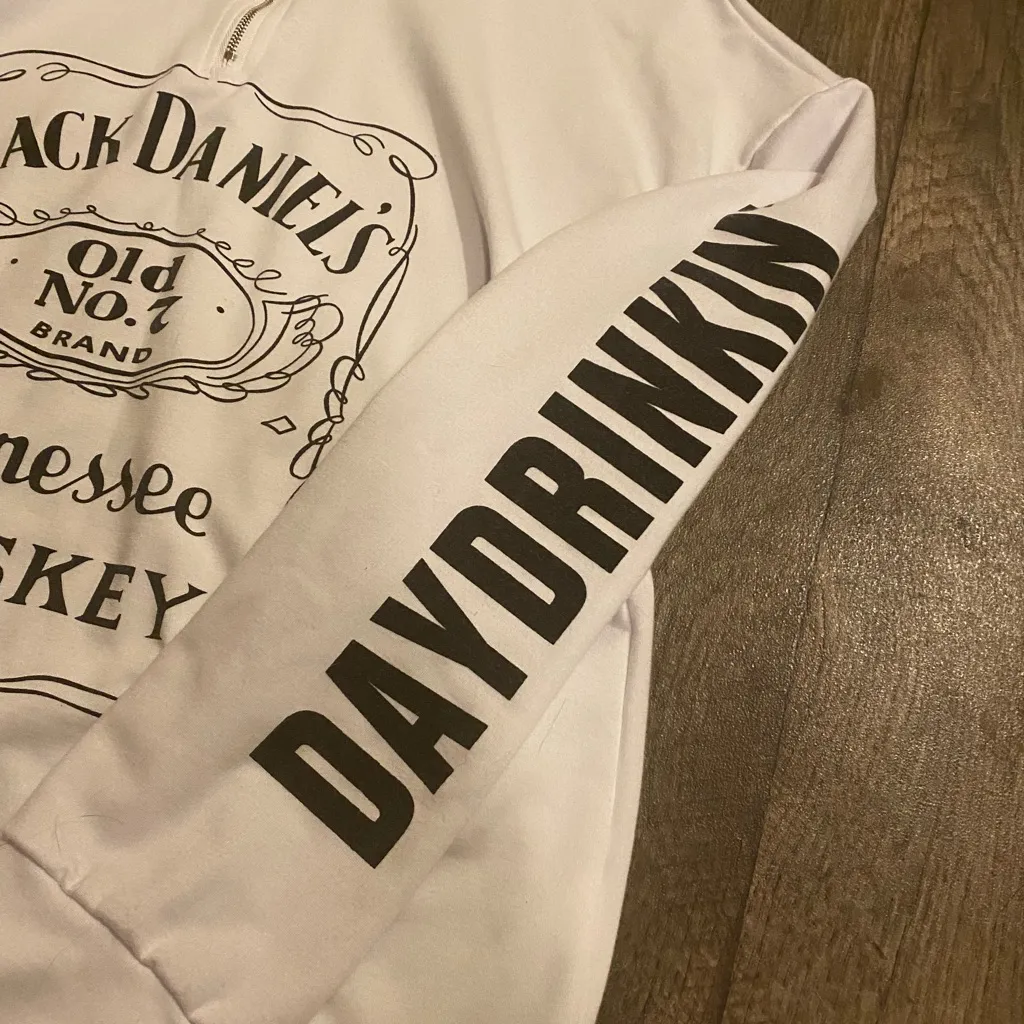 ACK DANIEL'S
Old
NO.7
BRAND
nessee
SKEY
DAYDRINKIN